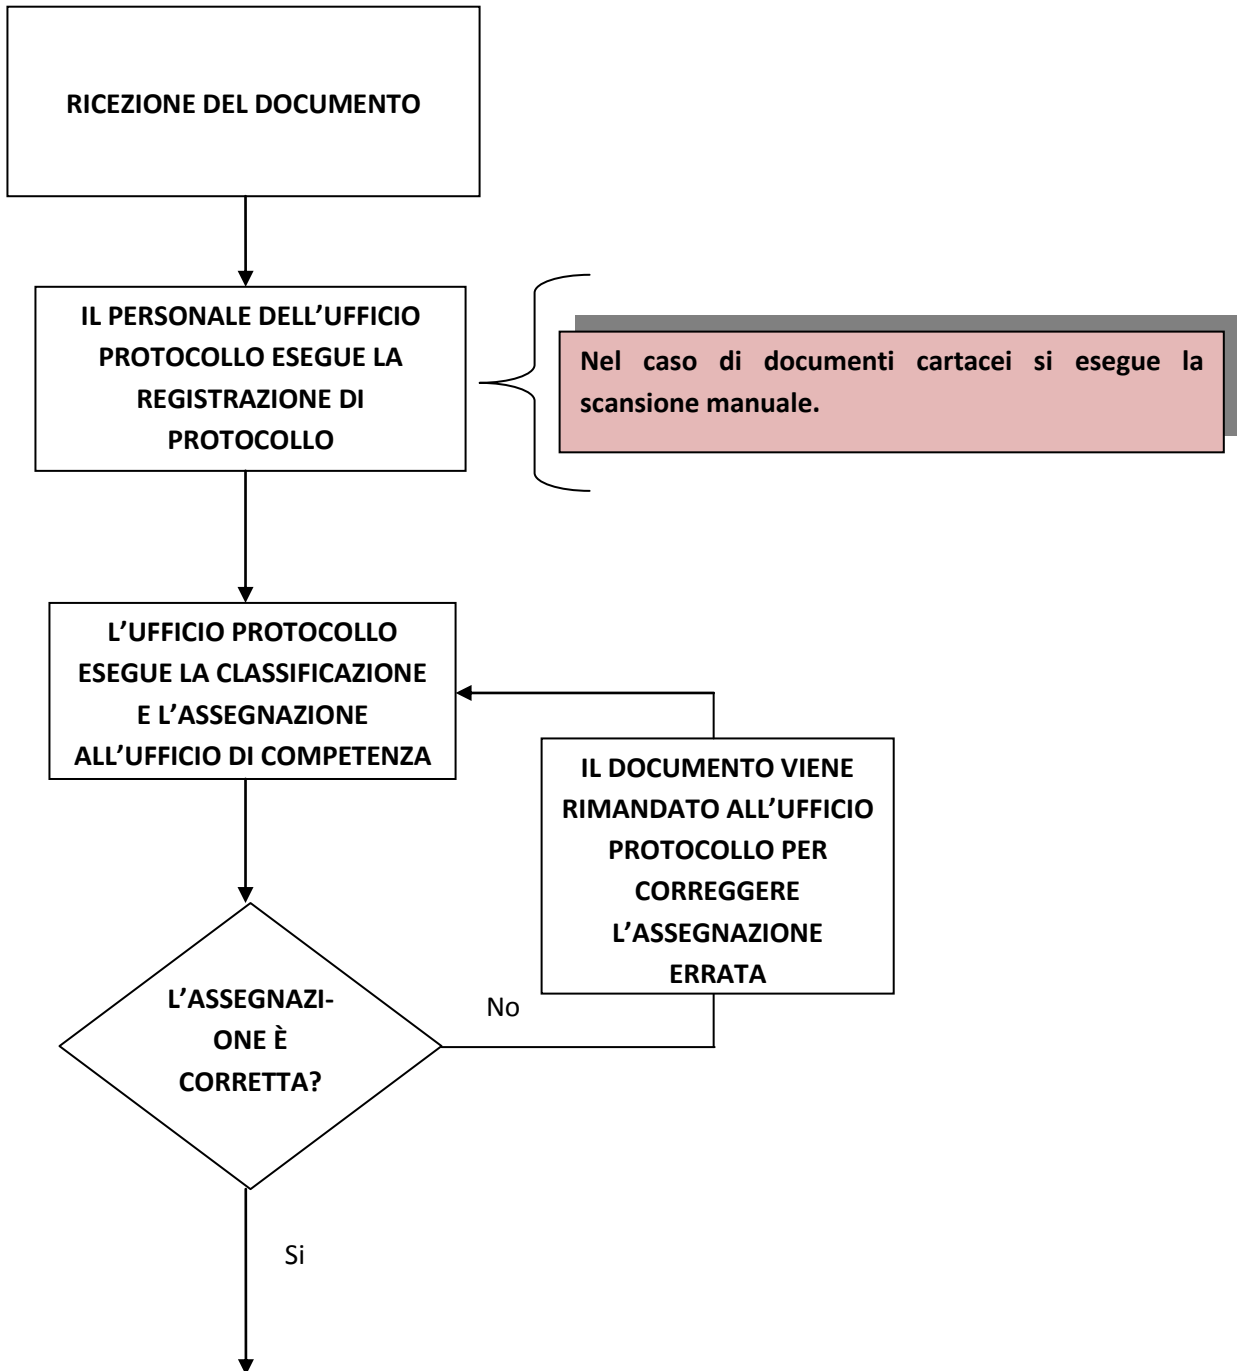 RICEZIONE DEL DOCUMENTO
IL PERSONALE DELL’UFFICIO
PROTOCOLLO ESEGUE LA
REGISTRAZIONE DI
PROTOCOLLO
Nel caso di documenti cartacei si esegue la
scansione manuale.
L’UFFICIO PROTOCOLLO
ESEGUE LA CLASSIFICAZIONE
E L’ASSEGNAZIONE
ALL’UFFICIO DI COMPETENZA
IL DOCUMENTO VIENE
RIMANDATO ALL’UFFICIO
PROTOCOLLO PER
CORREGGERE
L’ASSEGNAZIONE
ERRATA
L’ASSEGNAZI-
ONE È
CORRETTA?
No
Si